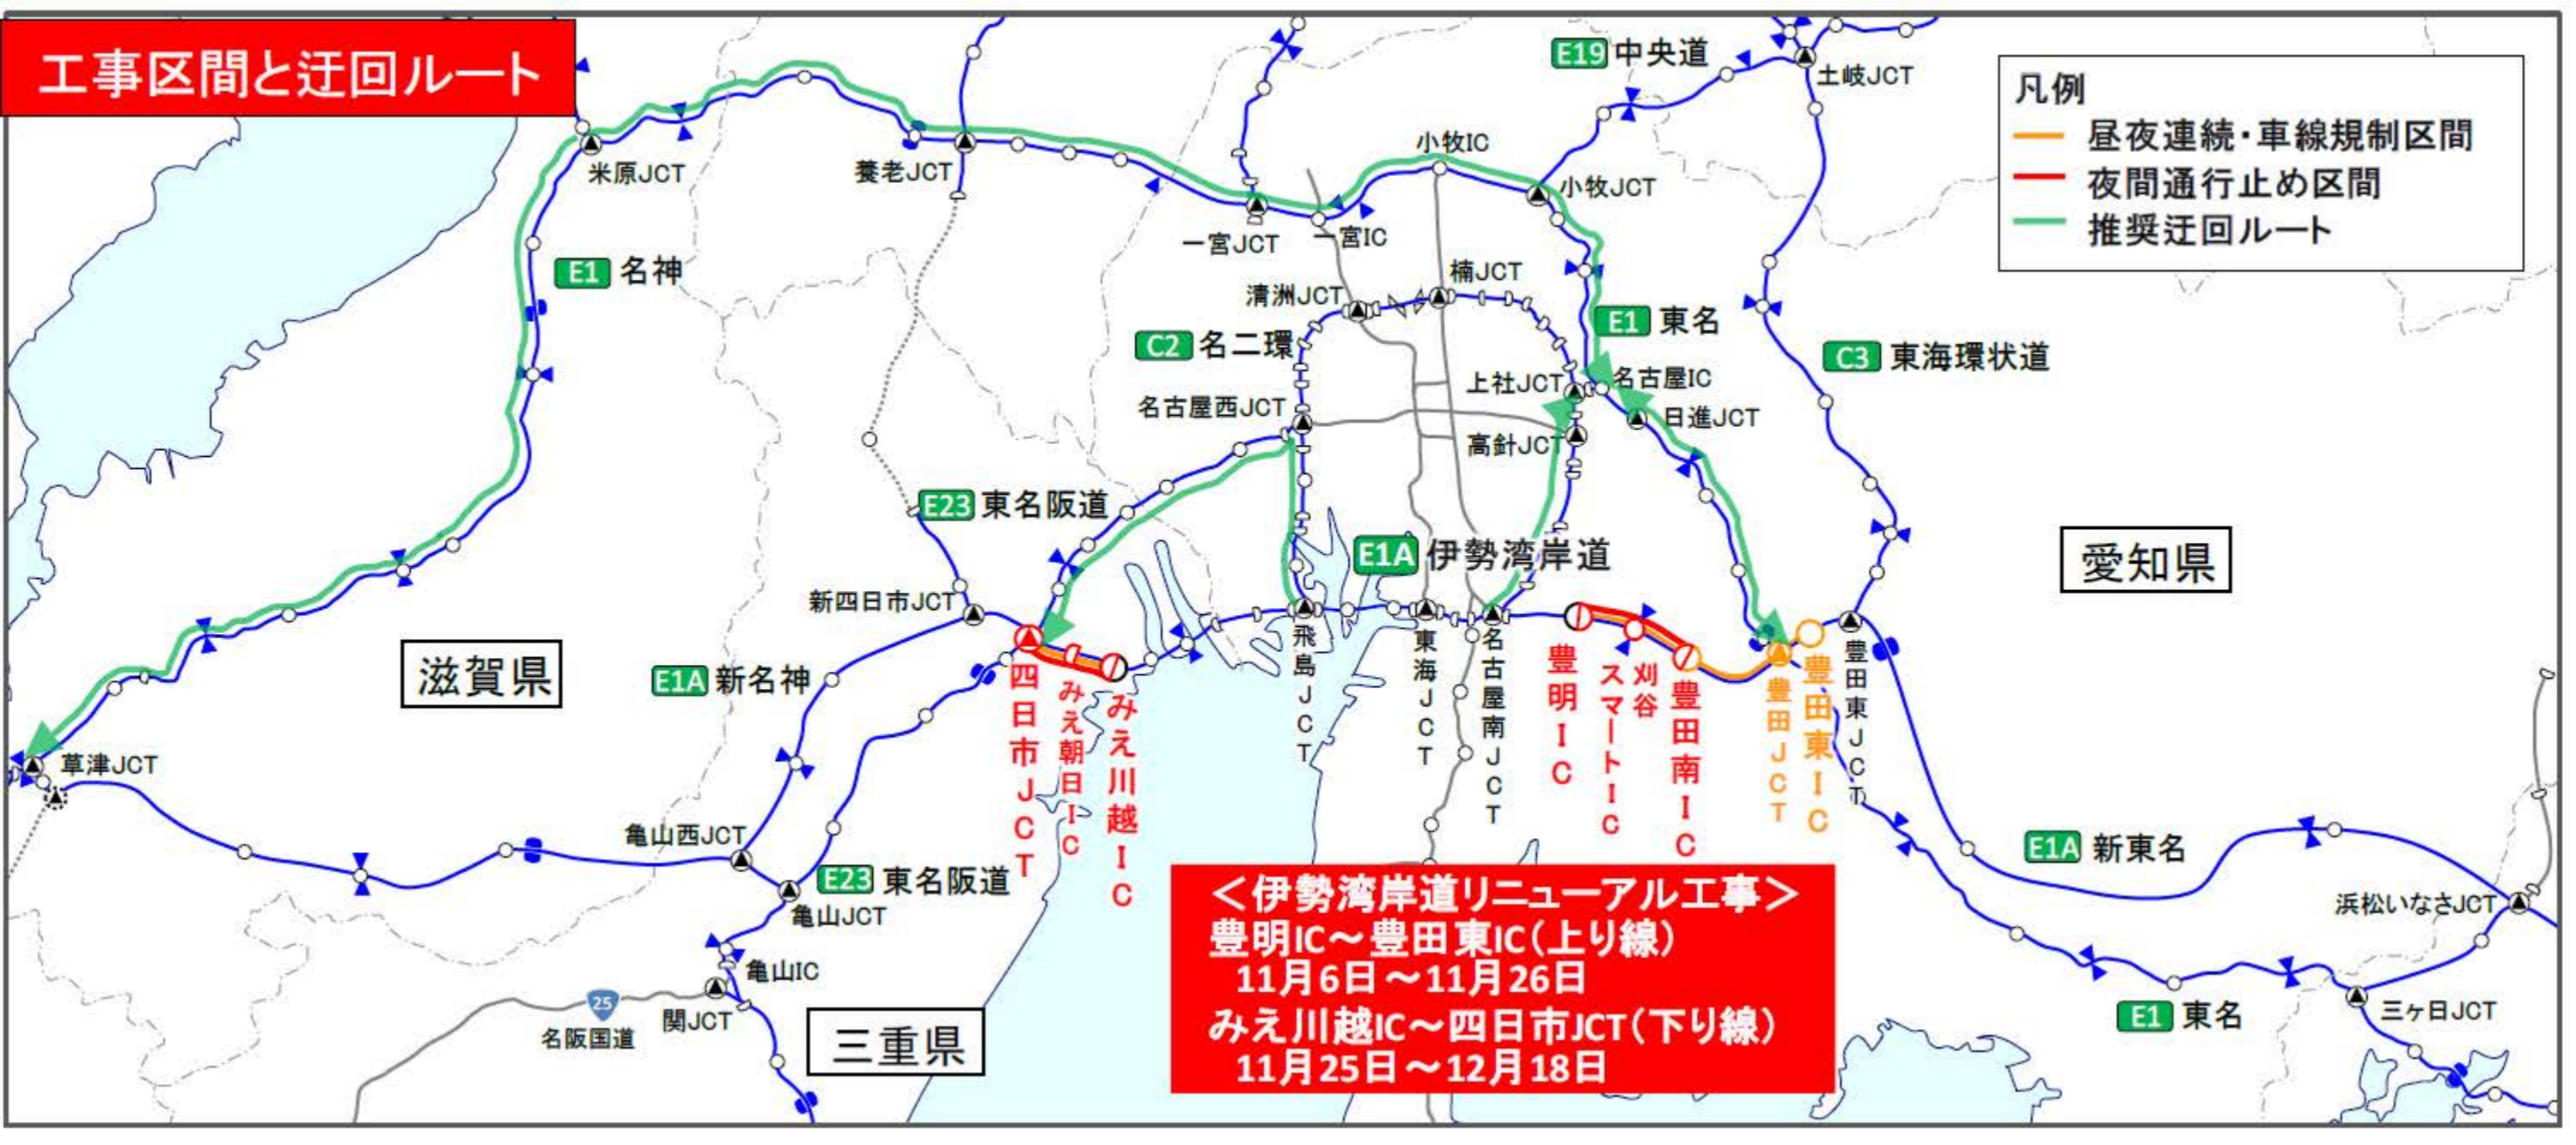 工事区間と迂回ルート
凡例
昼夜連続・車線規制区間
夜間通行止め区間
推奨迂回ルート
E19 中央道
土岐JCT
米原JCT
養老JCT
小牧IC
小牧JCT
一宮JCT
一宮IC
E1 名神
清洲JCT
楠JCT
C2 名二環
E1 東名
C3 東海環状道
上社JCT
名古屋IC
名古屋西JCT
日進JCT
高針JCT
E23 東名阪道
E1A 伊勢湾岸道
愛知県
新四日市JCT
滋賀県
E1A 新名神
四日市JCT
みえ朝日IC
みえ川越IC
飛島JCT
東海JCT
名古屋南JCT
豊明IC
刈谷
スマートIC
豊田南IC
豊田JCT
豊田東IC
豊田東JCT
草津JCT
亀山西JCT
E23 東名阪道
亀山JCT
亀山IC
関JCT
25
名阪国道
三重県
E1A 新東名
浜松いなさJCT
E1 東名
三ヶ日JCT
＜伊勢湾岸道リニューアル工事＞
豊明IC～豊田東IC（上り線）
11月6日～11月26日
みえ川越IC～四日市JCT（下り線）
11月25日～12月18日